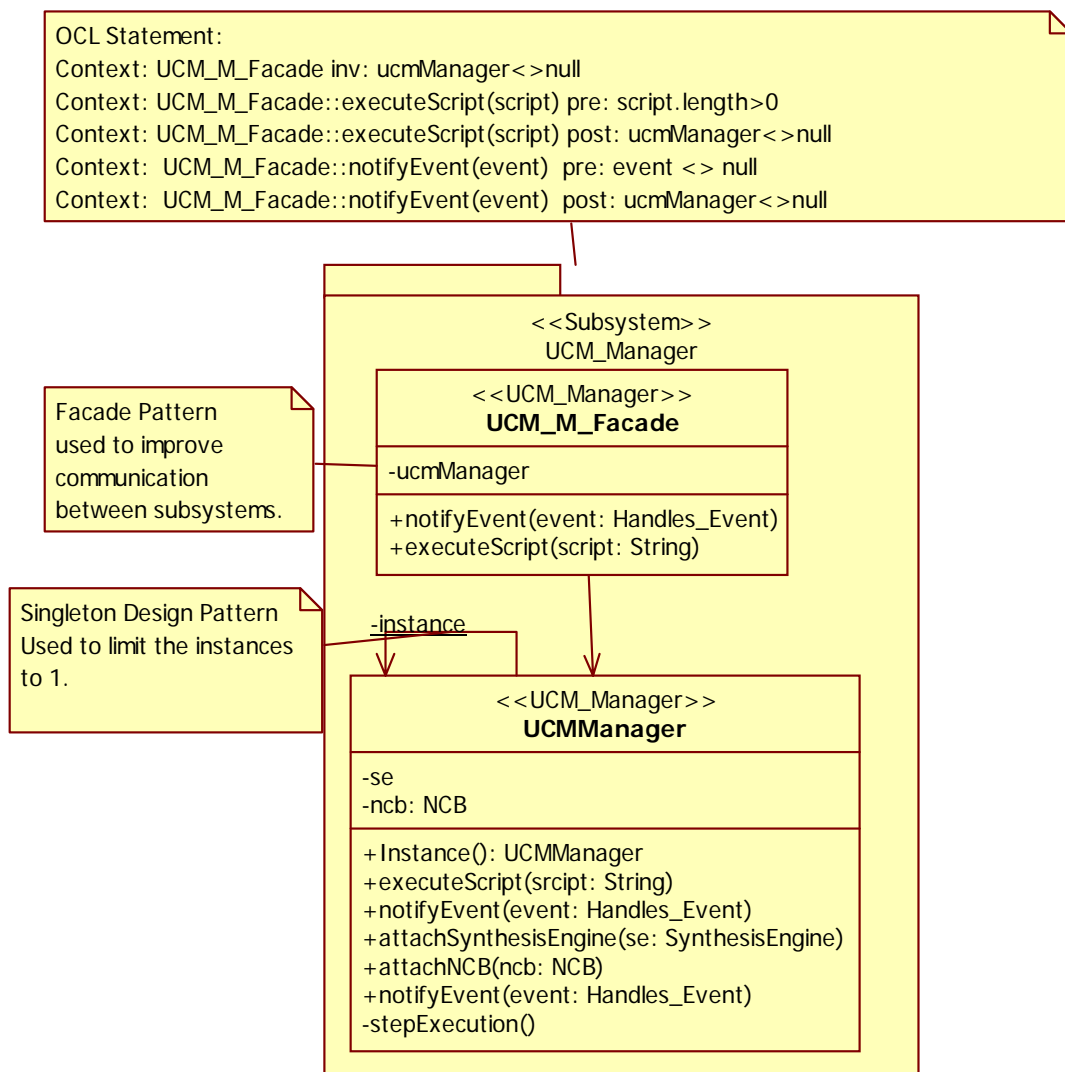 OCL Statement:
Context: UCM_M_Facade inv: ucmManager<>null
Context: UCM_M_Facade::executeScript(script) pre: script.length>0
Context: UCM_M_Facade::executeScript(script) post: ucmManager<>null
Context:  UCM_M_Facade::notifyEvent(event)  pre: event <> null
Context:  UCM_M_Facade::notifyEvent(event)  post: ucmManager<>null
<<Subsystem>>
UCM_Manager
<<UCM_Manager>>
UCM_M_Facade
-ucmManager
+notifyEvent(event: Handles_Event)
+executeScript(script: String)
Facade Pattern
used to improve
communication
between subsystems.
Singleton Design Pattern
Used to limit the instances
to 1.
-instance
<<UCM_Manager>>
UCMManager
-se
-ncb: NCB
+Instance(): UCMManager
+executeScript(srcipt: String)
+notifyEvent(event: Handles_Event)
+attachSynthesisEngine(se: SynthesisEngine)
+attachNCB(ncb: NCB)
+notifyEvent(event: Handles_Event)
-stepExecution()